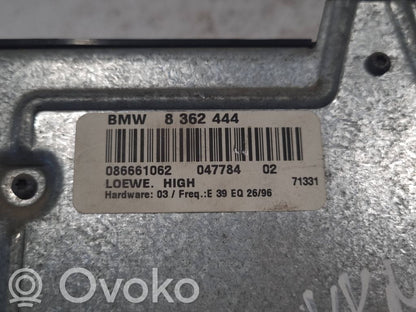 BMW 8 362 444
086661062 047784 02
LOEWE. HIGH 71331
Hardware: 03 / Freq.:E 39 EQ 26/96
Ovoko